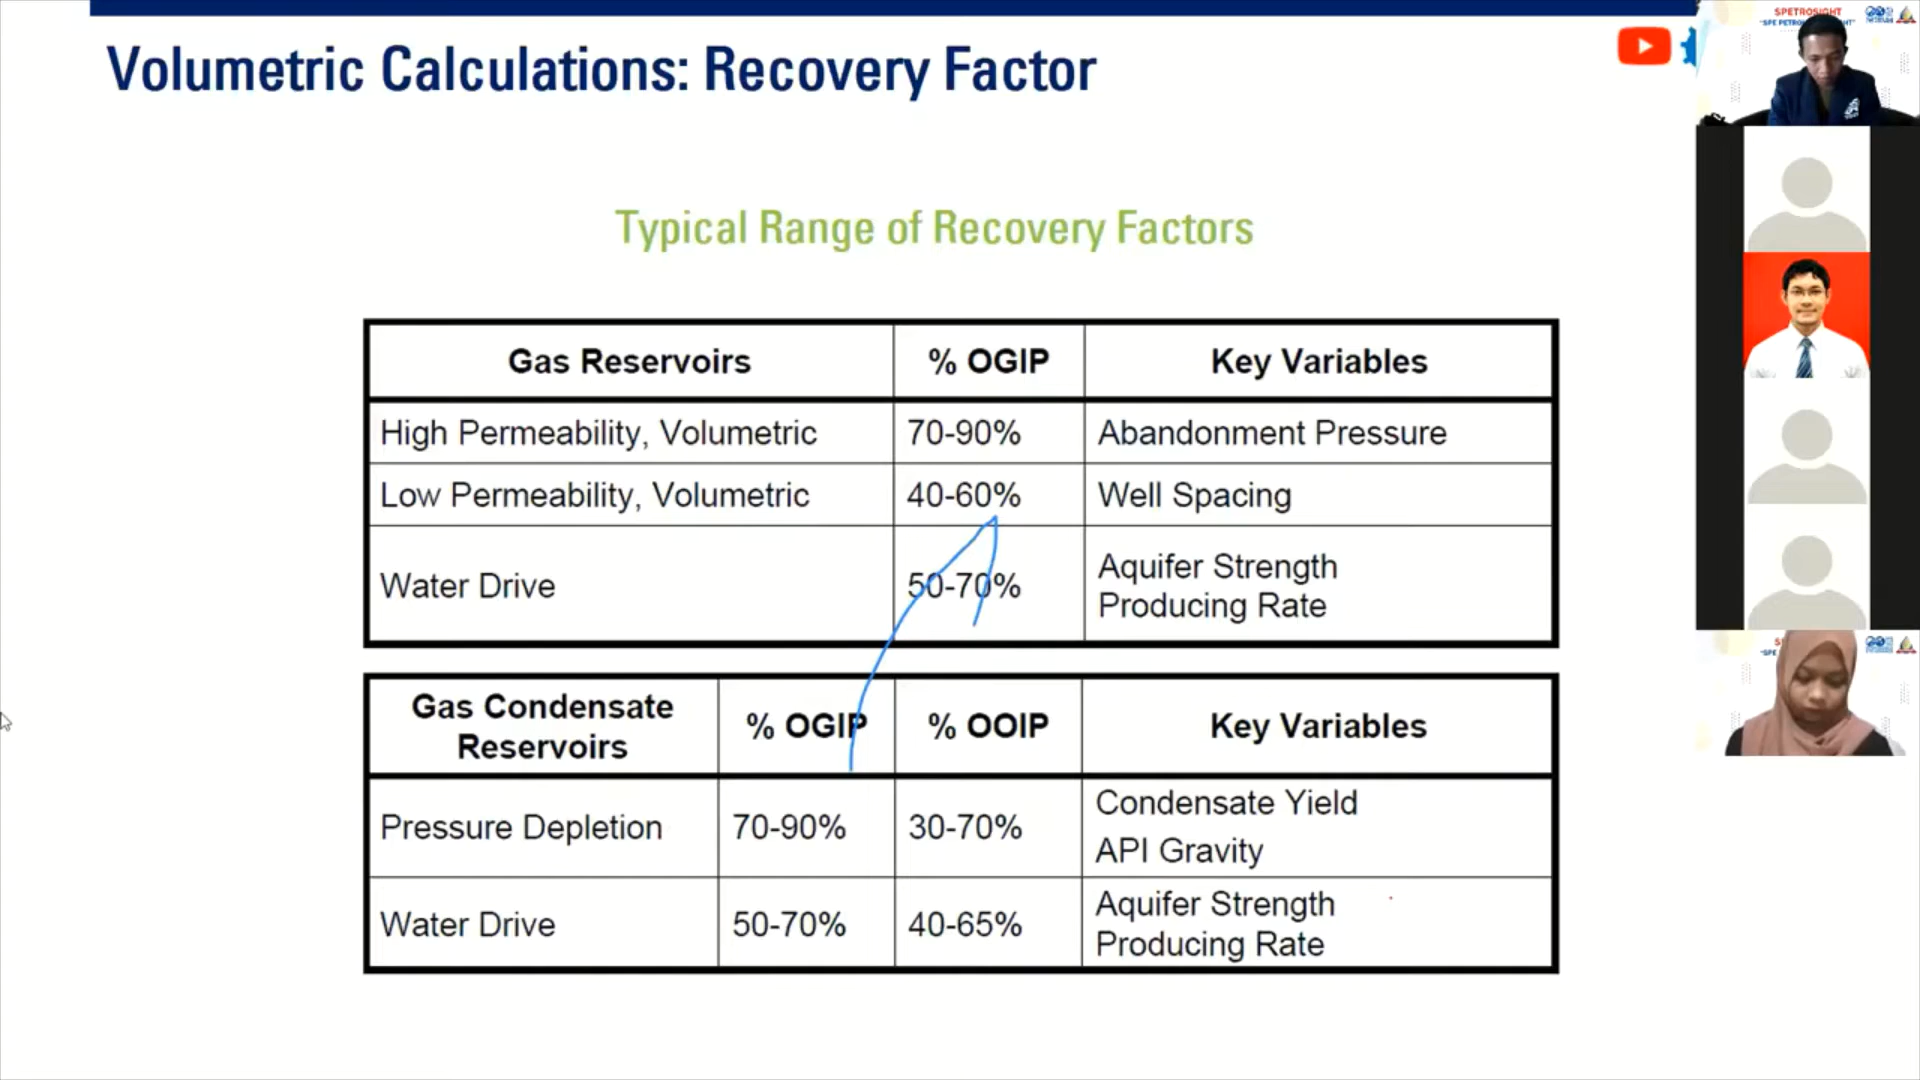 Volumetric Calculations: Recovery Factor
SPETROSIGHT
Typical Range of Recovery Factors
Gas Reservoirs % OGIP Key Variables
High Permeability, Volumetric 70-90% Abandonment Pressure
Low Permeability, Volumetric 40-60% Well Spacing
Water Drive 50-70% Aquifer Strength
Producing Rate
Gas Condensate
Reservoirs % OGIP % OOIP Key Variables
Pressure Depletion 70-90% 30-70% Condensate Yield
API Gravity
Water Drive 50-70% 40-65% Aquifer Strength
Producing Rate